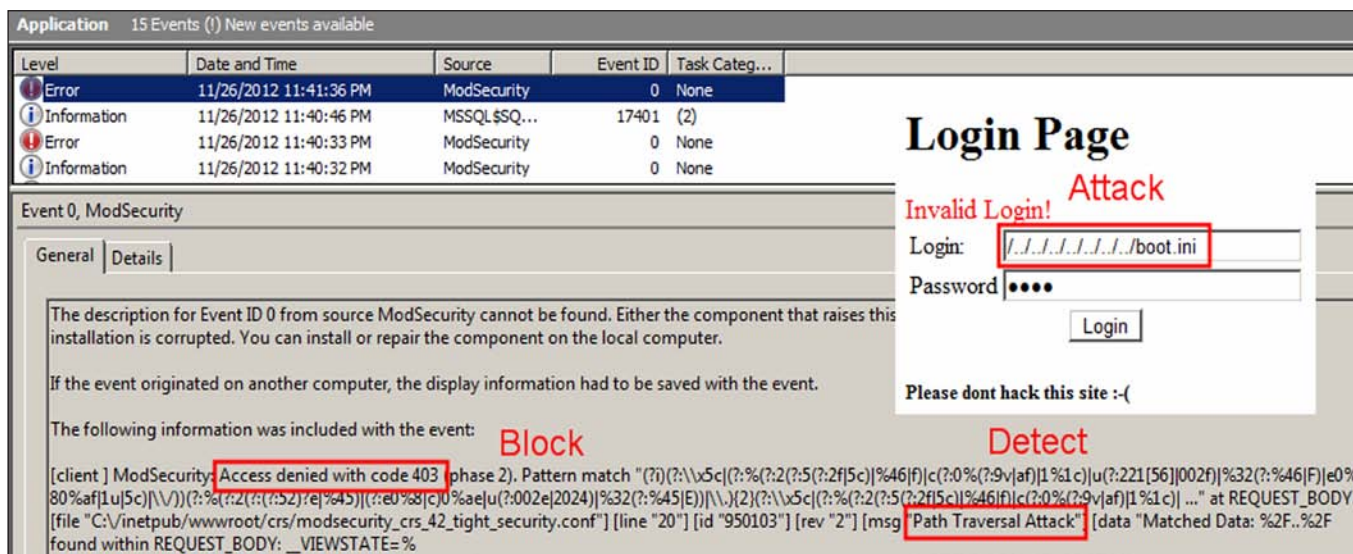 Application 15 Events (!) New events available
Level Date and Time Source Event ID Task Categ...
Error 11/26/2012 11:41:36 PM ModSecurity 0 None
Information 11/26/2012 11:40:46 PM MSSQL$SQ... 17401 (2)
Error 11/26/2012 11:40:33 PM ModSecurity 0 None
Information 11/26/2012 11:40:32 PM ModSecurity 0 None
Event 0, ModSecurity
General Details
Login Page
Attack
Invalid Login!
Login: /../../../../../../../../boot.ini
Password ●●●●
Login
Please dont hack this site :-(
The description for Event ID 0 from source ModSecurity cannot be found. Either the component that raises this
installation is corrupted. You can install or repair the component on the local computer.
If the event originated on another computer, the display information had to be saved with the event.
The following information was included with the event:
Block
Detect
[client ] ModSecurity: Access denied with code 403 (phase 2). Pattern match "(?i)(?:\\x5c|(?:%(?:2(?:5(?:2f|5c)|%46|f)|c(?:0%(?:9v|af)|1%1c)|u(?:221[56]|002f)|%32(?:%46|F)|e0%
80%af|1u|5c)|\\/))(?:%(?:2(?:(?:52)?e|%45)|(?:e0%8|c)0%ae|u(?:002e|2024)|%32(?:%45|E))|\\.){2}(?:\\x5c|(?:%(?:2(?:5(?:2f|5c)|%46|f)|c(?:0%(?:9v|af)|1%1c)| ..." at REQUEST_BODY.
[file "C:\/inetpub/wwwroot/crs/modsecurity_crs_42_tight_security.conf"] [line "20"] [id "950103"] [rev "2"] [msg "Path Traversal Attack"] [data "Matched Data: %2F..%2F
found within REQUEST_BODY: __VIEWSTATE=%